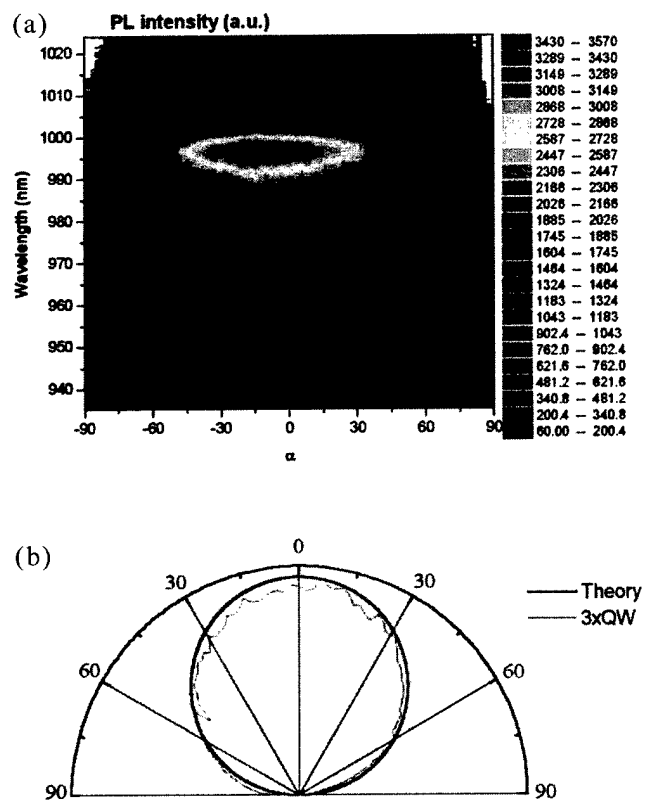 (a)
PL intensity (a.u.)
1020
1010
1000
990
980
970
960
950
940
Wavelength (nm)
-90
-60
-30
0
30
60
90
α
3430 -- 3570
3289 -- 3430
3149 -- 3289
3008 -- 3149
2868 -- 3008
2728 -- 2868
2587 -- 2728
2447 -- 2587
2306 -- 2447
2166 -- 2306
2026 -- 2166
1885 -- 2026
1745 -- 1885
1604 -- 1745
1464 -- 1604
1324 -- 1464
1183 -- 1324
1043 -- 1183
902.4 -- 1043
762.0 -- 902.4
621.6 -- 762.0
481.2 -- 621.6
340.8 -- 481.2
200.4 -- 340.8
60.00 -- 200.4
(b)
0
30
30
60
60
90
90
Theory
3xQW